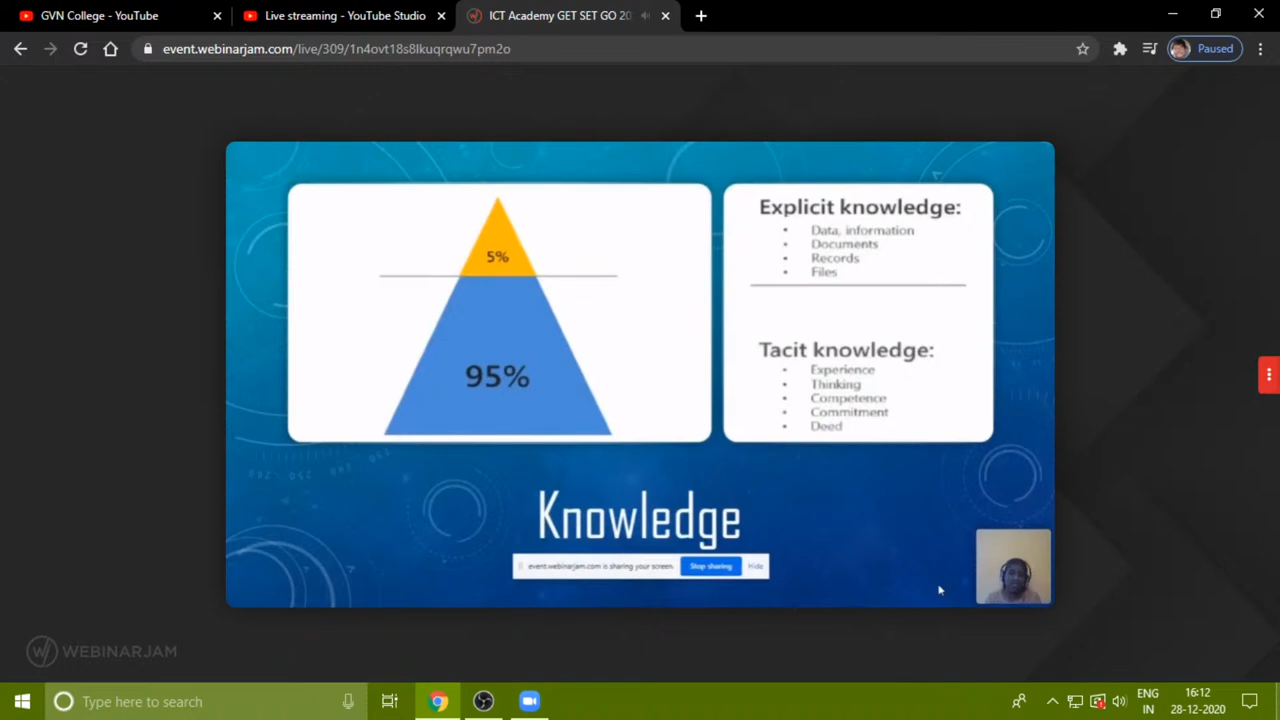 GVN College - YouTube
Live streaming - YouTube Studio
ICT Academy GET SET GO 20
event.webinarjam.com/live/309/1n4ovt18s8lkuqrqwu7pm2o
Paused
5%
95%
Explicit knowledge:
• Data, information
• Documents
• Records
• Files
Tacit knowledge:
• Experience
• Thinking
• Competence
• Commitment
• Deed
Knowledge
event.webinarjam.com is sharing your screen.
Stop sharing
Hide
WEBINARJAM
Type here to search
ENG
IN
16:12
28-12-2020